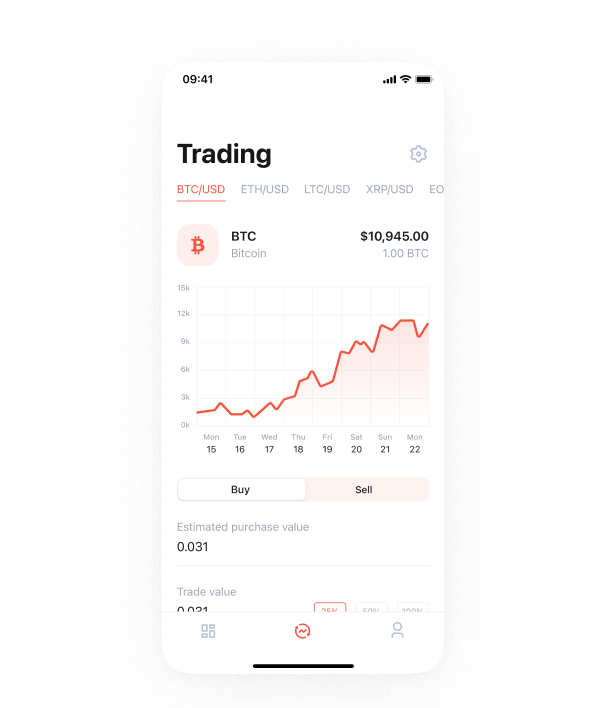 09:41
Trading
BTC/USD ETH/USD LTC/USD XRP/USD EO
BTC $10,945.00
Bitcoin 1.00 BTC
15k
12k
9k
6k
3k
0k
Mon Tue Wed Thu Fri Sat Sun Mon
15 16 17 18 19 20 21 22
Buy Sell
Estimated purchase value
0.031
Trade value
0.031 25% 50% 100%